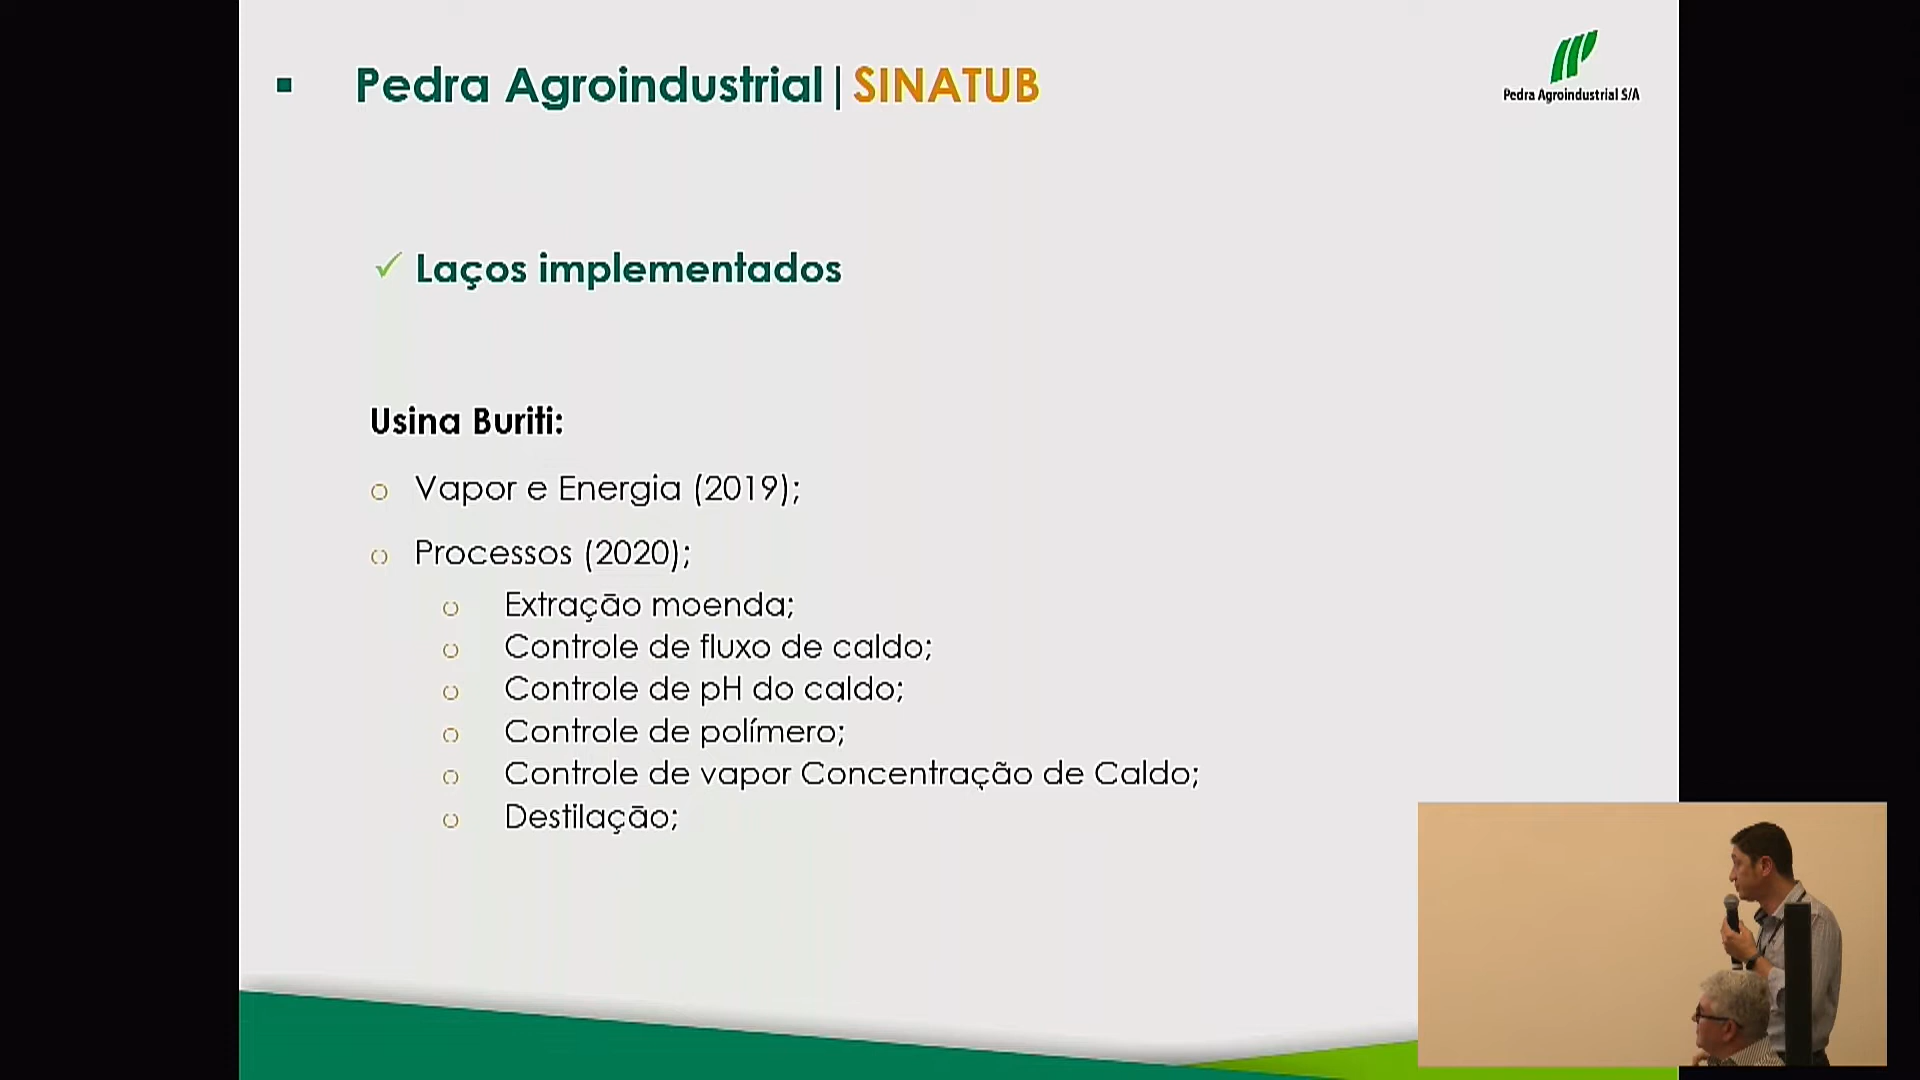 Pedra Agroindustrial | SINATUB
Pedra Agroindustrial S/A
Laços implementados
Usina Buriti:
Vapor e Energia (2019);
Processos (2020);
Extração moenda;
Controle de fluxo de caldo;
Controle de pH do caldo;
Controle de polímero;
Controle de vapor Concentração de Caldo;
Destilação;